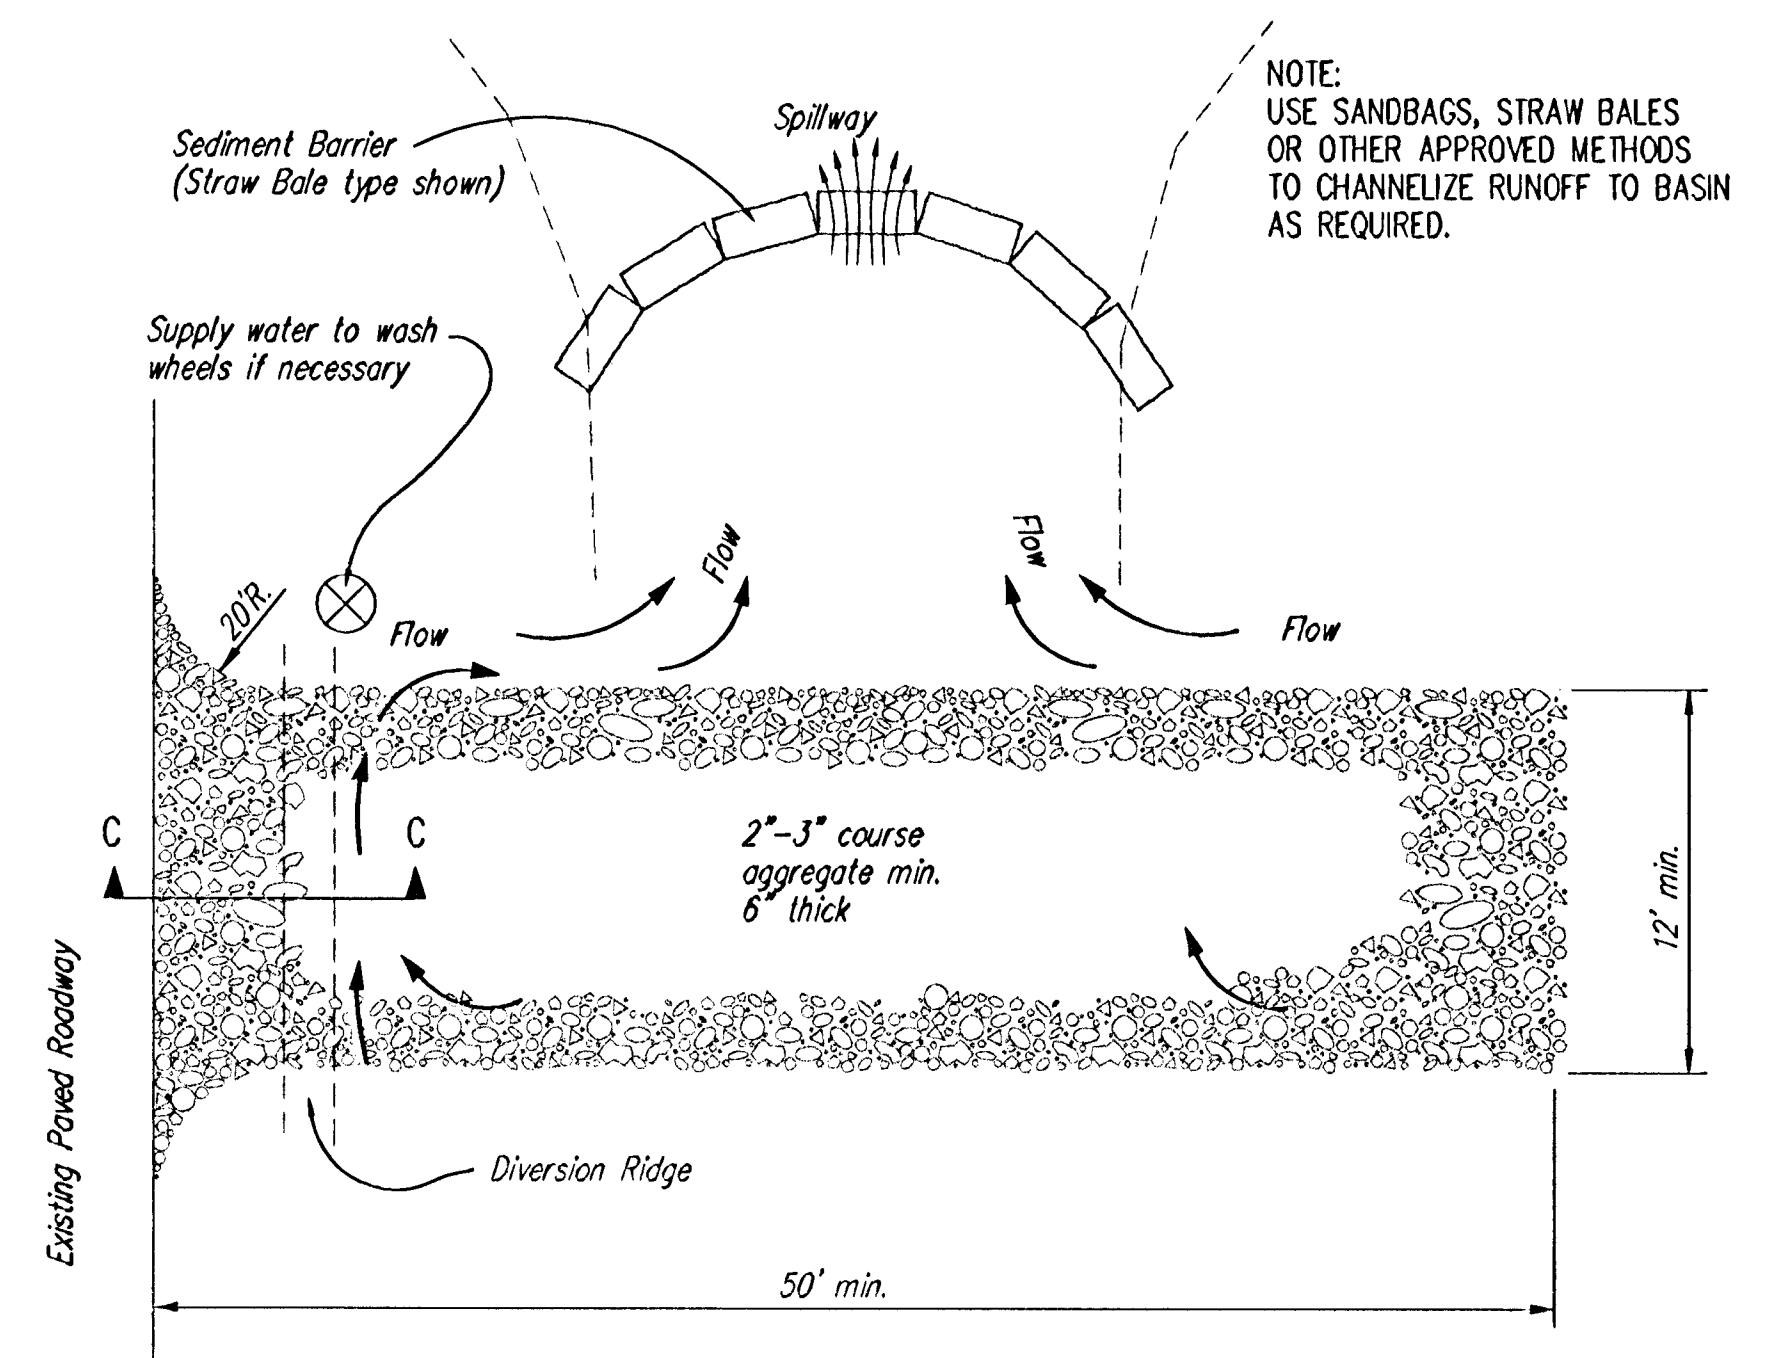 NOTE:
USE SANDBAGS, STRAW BALES
OR OTHER APPROVED METHODS
TO CHANNELIZE RUNOFF TO BASIN
AS REQUIRED.
Spillway
Sediment Barrier
(Straw Bale type shown)
Supply water to wash
wheels if necessary
20'R.
Flow
Flow
Flow
Flow
C
C
2"-3" course
aggregate min.
6" thick
12' min.
Existing Paved Roadway
Diversion Ridge
50' min.